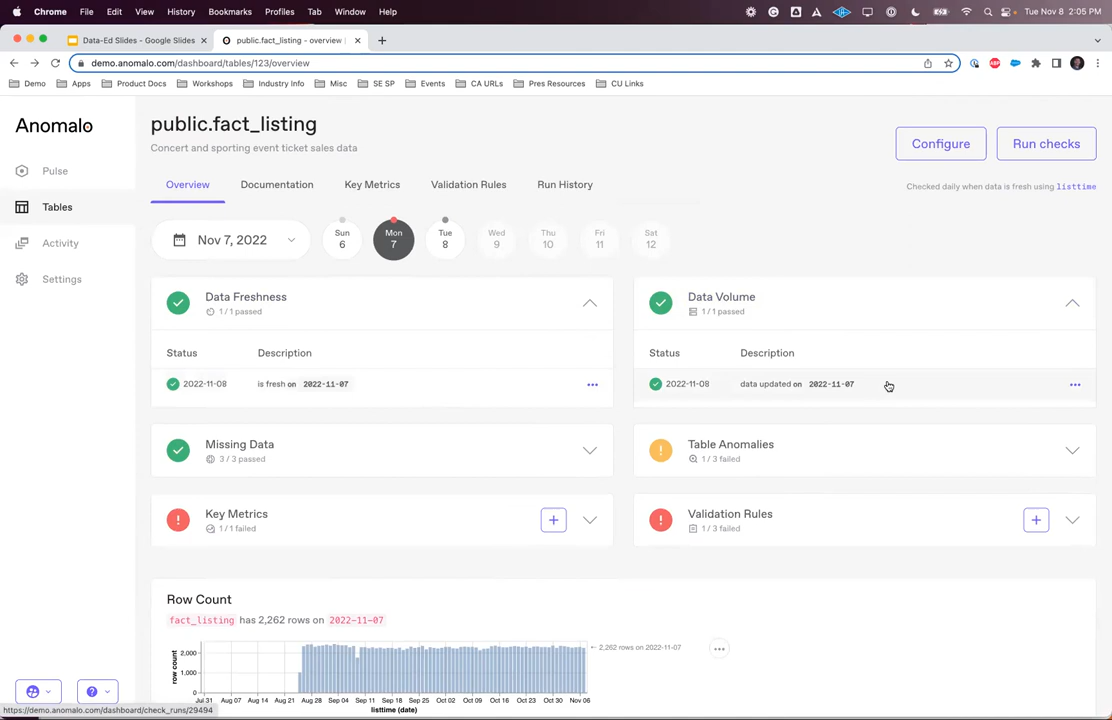 Chrome File Edit View History Bookmarks Profiles Tab Window Help Tue Nov 8 2:05 PM
Data-Ed Slides - Google Slides public.fact_listing - overview
demo.anomalo.com/dashboard/tables/123/overview
Demo Apps Product Docs Workshops Industry Info Misc SE SP Events CA URLs Pres Resources CU Links
Anomalo
Pulse
Tables
Activity
Settings
public.fact_listing
Concert and sporting event ticket sales data
Configure Run checks
Overview Documentation Key Metrics Validation Rules Run History
Checked daily when data is fresh using listtime
Nov 7, 2022
Sun 6
Mon 7
Tue 8
Wed 9
Thu 10
Fri 11
Sat 12
Data Freshness
1 / 1 passed
Status Description
2022-11-08 is fresh on 2022-11-07
Data Volume
1 / 1 passed
Status Description
2022-11-08 data updated on 2022-11-07
Missing Data
3 / 3 passed
Table Anomalies
1 / 3 failed
Key Metrics
1 / 1 failed
Validation Rules
1 / 3 failed
Row Count
fact_listing has 2,262 rows on 2022-11-07
row count
2,000
1,000
0
2,262 rows on 2022-11-07
Jul 31 Aug 07 Aug 14 Aug 21 Aug 28 Sep 04 Sep 11 Sep 18 Sep 25 Oct 02 Oct 09 Oct 16 Oct 23 Oct 30 Nov 06
listtime (date)
https://demo.anomalo.com/dashboard/check_runs/29494